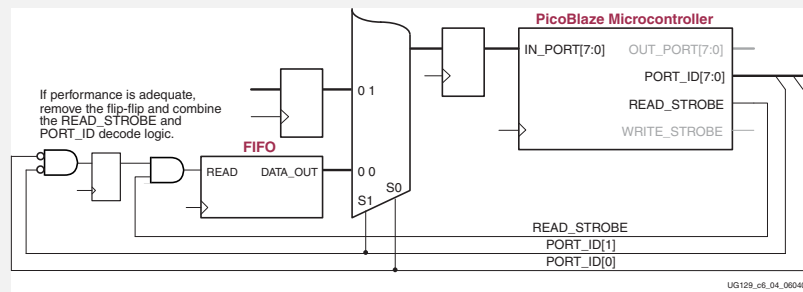 PicoBlaze Microcontroller
IN_PORT[7:0]
OUT_PORT[7:0]
PORT_ID[7:0]
READ_STROBE
WRITE_STROBE
If performance is adequate,
remove the flip-flip and combine
the READ_STROBE and
PORT_ID decode logic.
0 1
FIFO
READ
DATA_OUT
0 0
S1
S0
READ_STROBE
PORT_ID[1]
PORT_ID[0]
UG129_c6_04_06040